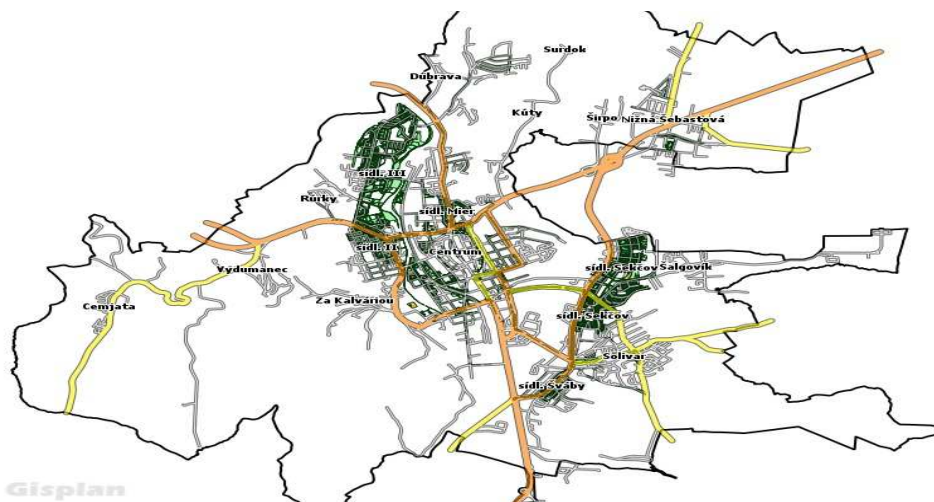 Surdok
Dúbrava
Kúty
Širpo
Nižná Šebastová
sídl. III
Rúrky
sídl. Mier
sídl. II
Centrum
Vydumanec
sídl. Sekčov
Šalgovík
Za Kalváriou
Cemjata
sídl. Sekčov
Solivar
sídl. Šváby
Gisplan